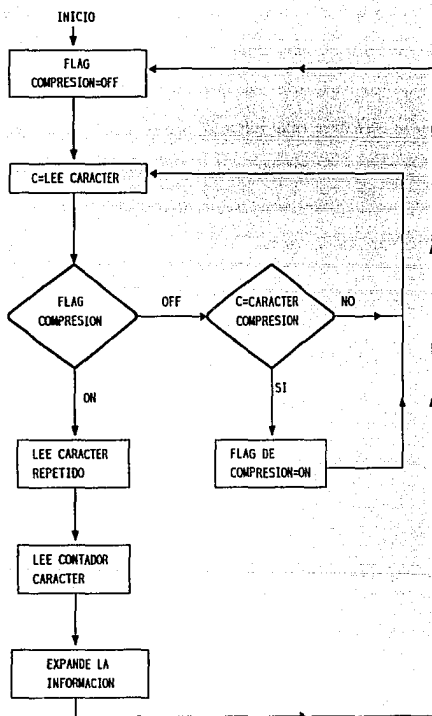 INICIO
FLAG
COMPRESION=OFF
C=LEE CARACTER
FLAG
COMPRESION
OFF
C=CARACTER
COMPRESION
NO
ON
SI
LEE CARACTER
REPETIDO
FLAG DE
COMPRESION=ON
LEE CONTADOR
CARACTER
EXPANDE LA
INFORMACION